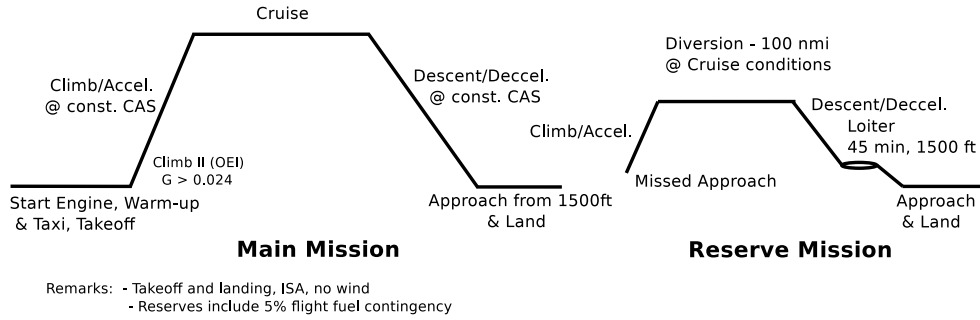 Cruise
Climb/Accel.
@ const. CAS
Descent/Deccel.
@ const. CAS
Climb II (OEI)
G > 0.024
Start Engine, Warm-up
& Taxi, Takeoff
Approach from 1500ft
& Land
Main Mission
Diversion - 100 nmi
@ Cruise conditions
Climb/Accel.
Descent/Deccel.
Loiter
45 min, 1500 ft
Missed Approach
Approach
& Land
Reserve Mission
Remarks: - Takeoff and landing, ISA, no wind
- Reserves include 5% flight fuel contingency